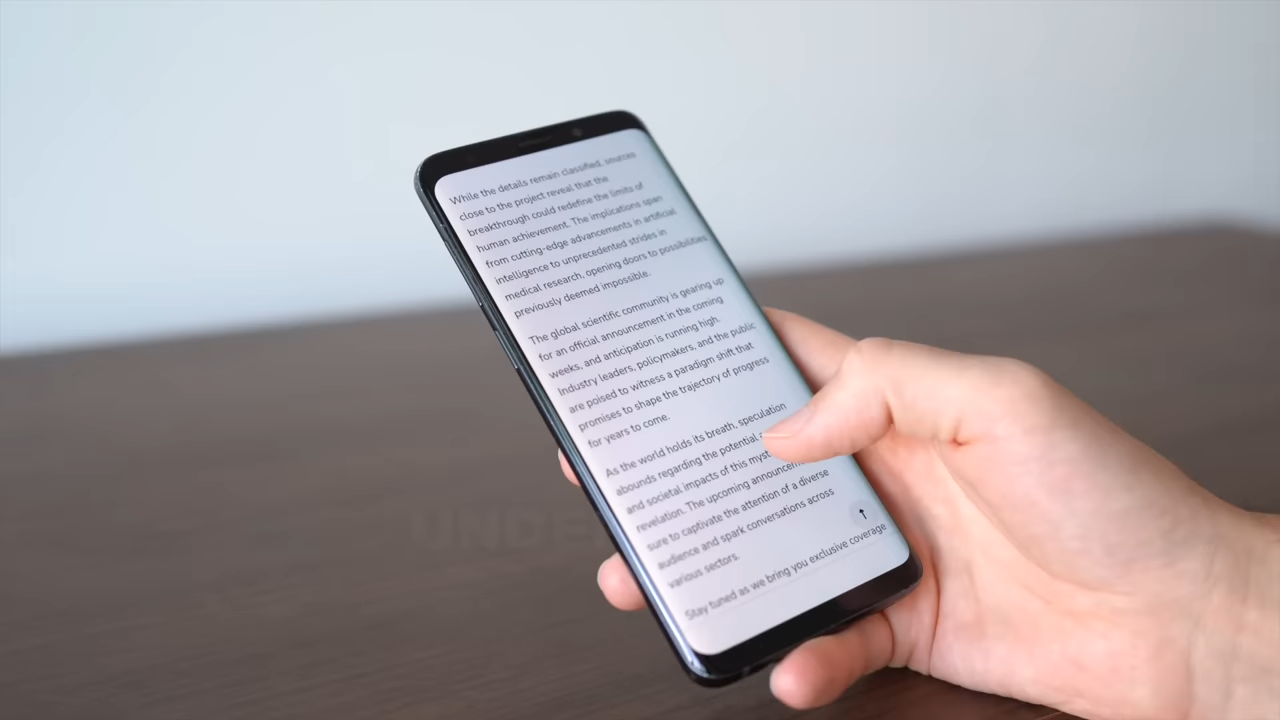 While the details remain classified, sources
close to the project reveal that the
breakthrough could redefine the limits of
human achievement. The implications span
from cutting-edge advancements in artificial
intelligence to unprecedented strides in
medical research, opening doors to possibilities
previously deemed impossible.
The global scientific community is gearing up
for an official announcement in the coming
weeks, and anticipation is running high.
Industry leaders, policymakers, and the public
are poised to witness a paradigm shift that
promises to shape the trajectory of progress
for years to come.
As the world holds its breath, speculation
abounds regarding the potential
and societal impacts of this
revelation. The upcoming
sure to captivate the attention of a diverse
audience and spark conversations across
various sectors.
Stay tuned as we bring you exclusive coverage
UNDE